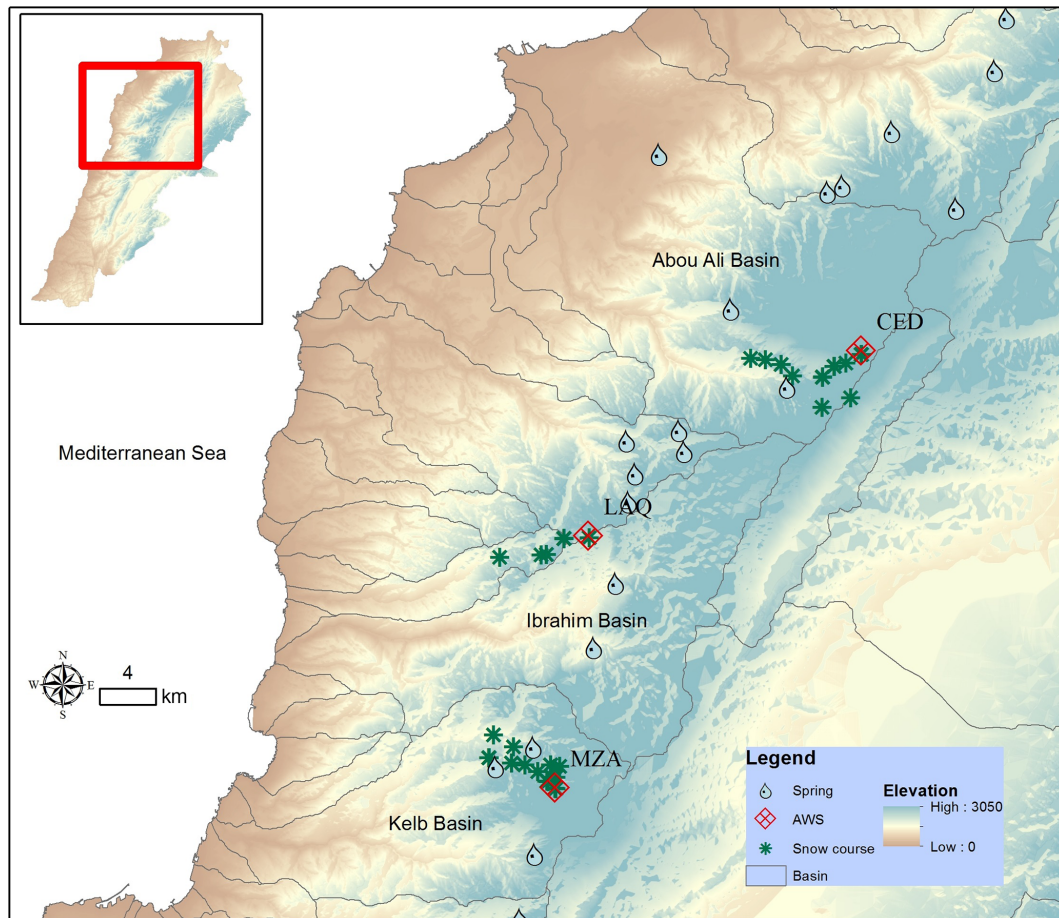 Abou Ali Basin
CED
Mediterranean Sea
LAQ
Ibrahim Basin
N
W
E
S
4
km
MZA
Kelb Basin
Legend
Spring
AWS
Snow course
Basin
Elevation
High : 3050
Low : 0